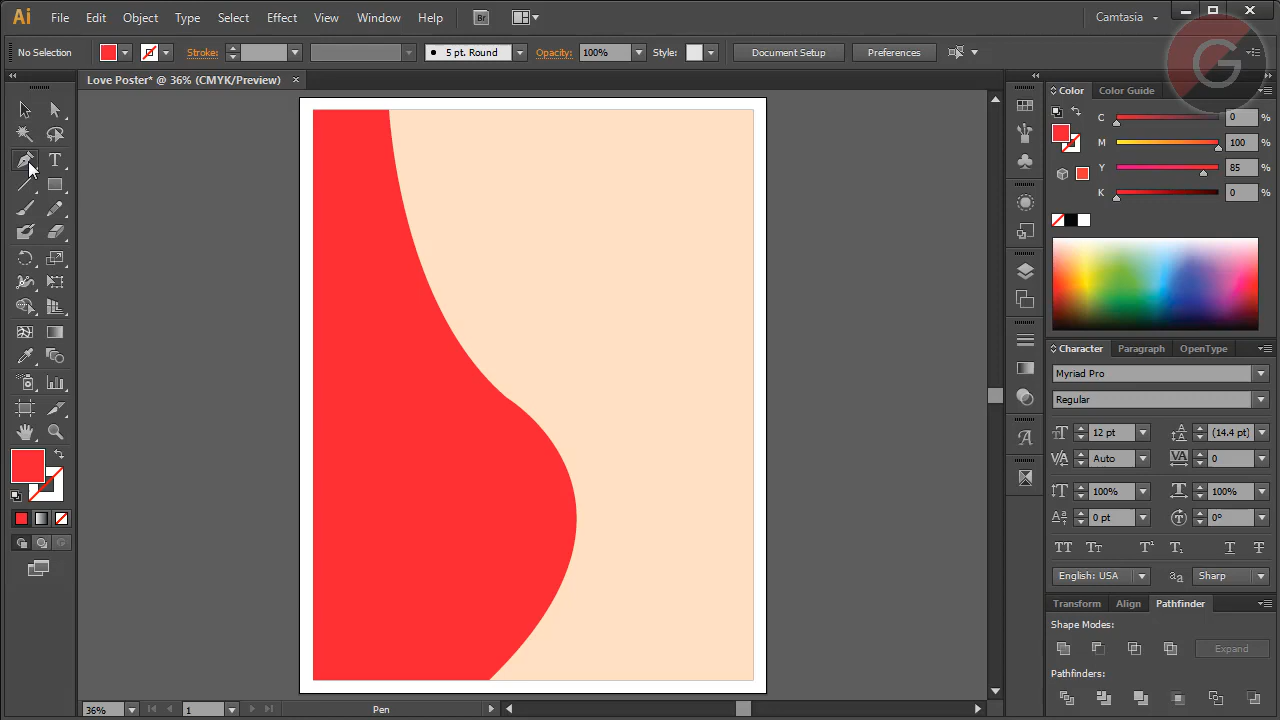 Ai File Edit Object Type Select Effect View Window Help Br Camtasia
No Selection Stroke: 5 pt. Round Opacity: 100% Style: Document Setup Preferences
Love Poster* @ 36% (CMYK/Preview) ×
Color Color Guide
C 0 %
M 100 %
Y 85 %
K 0 %
Character Paragraph OpenType
Myriad Pro
Regular
12 pt (14.4 pt)
Auto 0
100% 100%
0 pt 0°
English: USA Sharp
Transform Align Pathfinder
Shape Modes:
Expand
Pathfinders:
36% 1 Pen